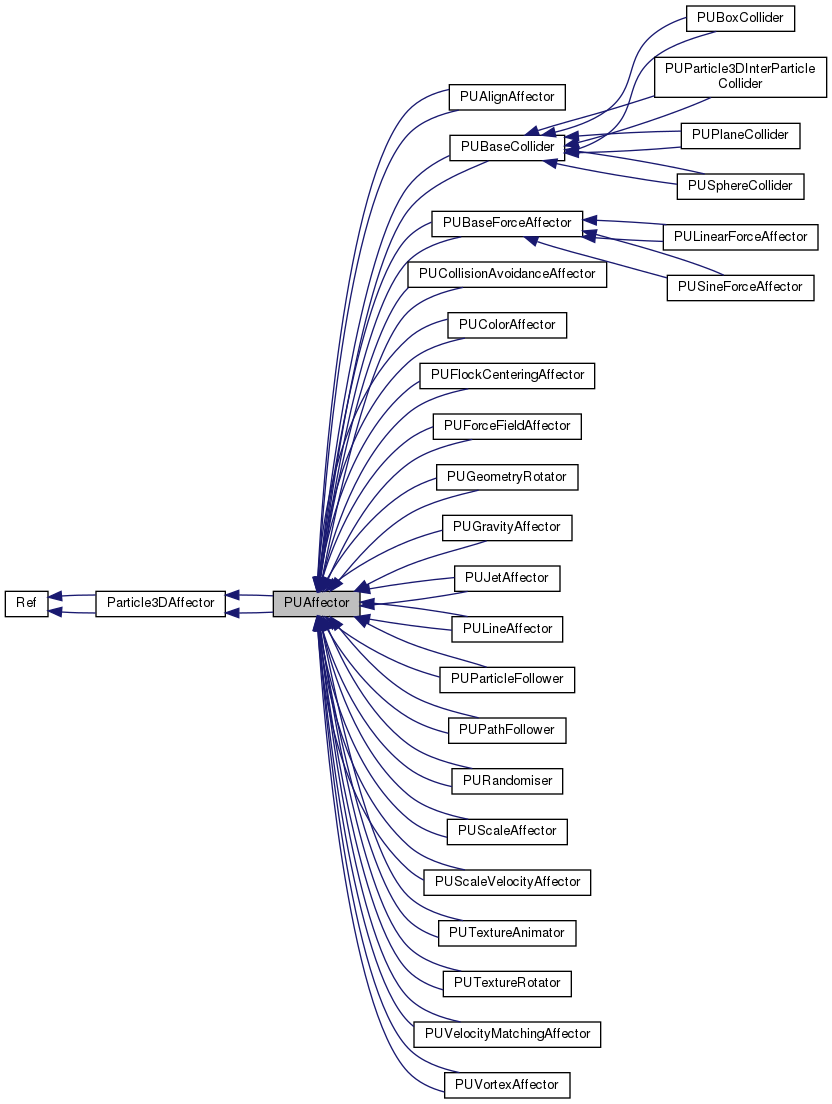 PUBoxCollider
PUParticle3DInterParticle
Collider
PUAlignAffector
PUPlaneCollider
PUBaseCollider
PUSphereCollider
PUBaseForceAffector
PULinearForceAffector
PUCollisionAvoidanceAffector
PUSineForceAffector
PUColorAffector
PUFlockCenteringAffector
PUForceFieldAffector
PUGeometryRotator
PUGravityAffector
PUJetAffector
Ref
Particle3DAffector
PUAffector
PULineAffector
PUParticleFollower
PUPathFollower
PURandomiser
PUScaleAffector
PUScaleVelocityAffector
PUTextureAnimator
PUTextureRotator
PUVelocityMatchingAffector
PUVortexAffector